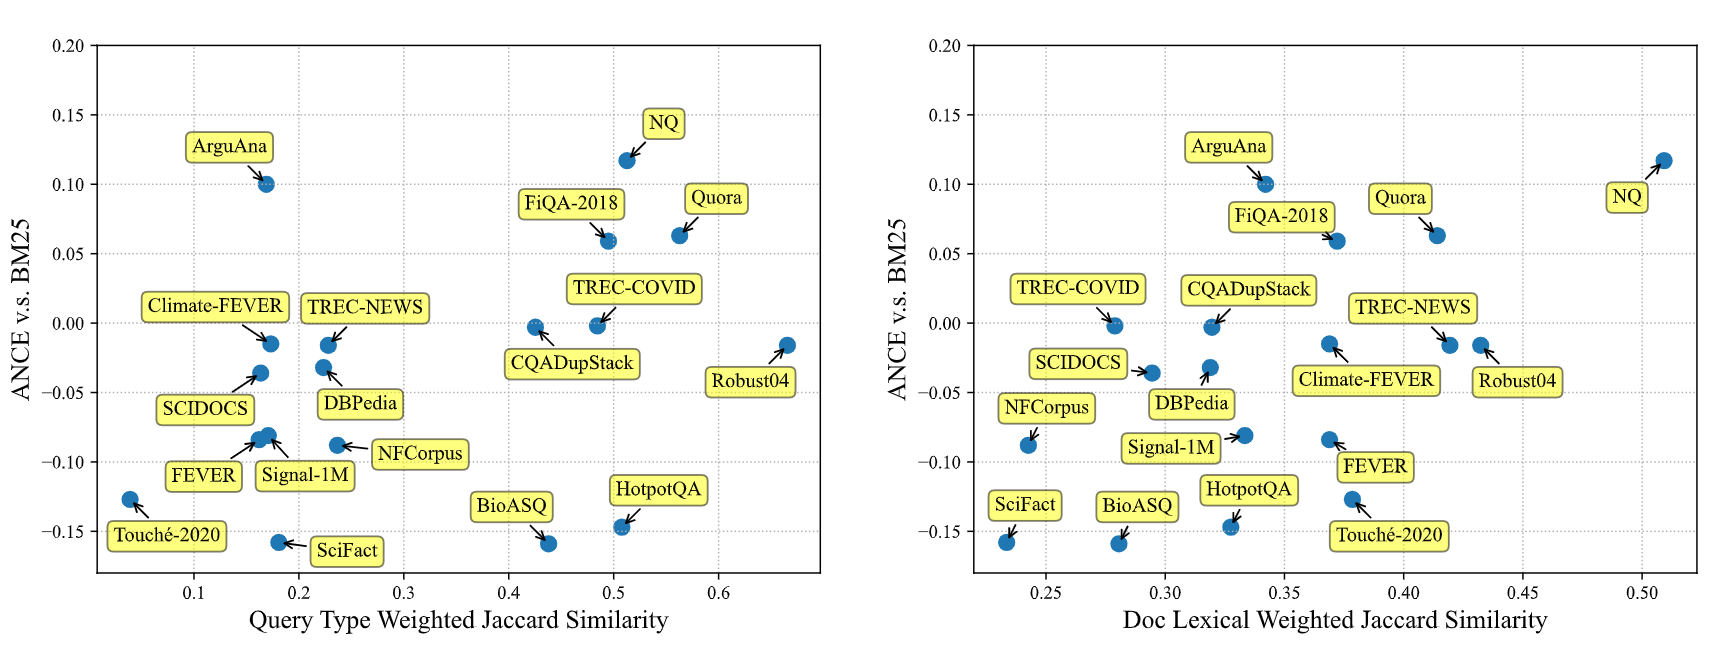 0.20
0.15
0.10
0.05
0.00
−0.05
−0.10
−0.15
ANCE v.s. BM25
ArguAna
NQ
FiQA-2018
Quora
TREC-COVID
Climate-FEVER
TREC-NEWS
CQADupStack
Robust04
SCIDOCS
DBPedia
FEVER
Signal-1M
NFCorpus
BioASQ
HotpotQA
Touché-2020
SciFact
0.1 0.2 0.3 0.4 0.5 0.6
Query Type Weighted Jaccard Similarity
0.20
0.15
0.10
0.05
0.00
−0.05
−0.10
−0.15
ANCE v.s. BM25
ArguAna
NQ
Quora
FiQA-2018
TREC-COVID
CQADupStack
TREC-NEWS
SCIDOCS
Climate-FEVER
Robust04
NFCorpus
DBPedia
Signal-1M
FEVER
SciFact
BioASQ
HotpotQA
Touché-2020
0.25 0.30 0.35 0.40 0.45 0.50
Doc Lexical Weighted Jaccard Similarity